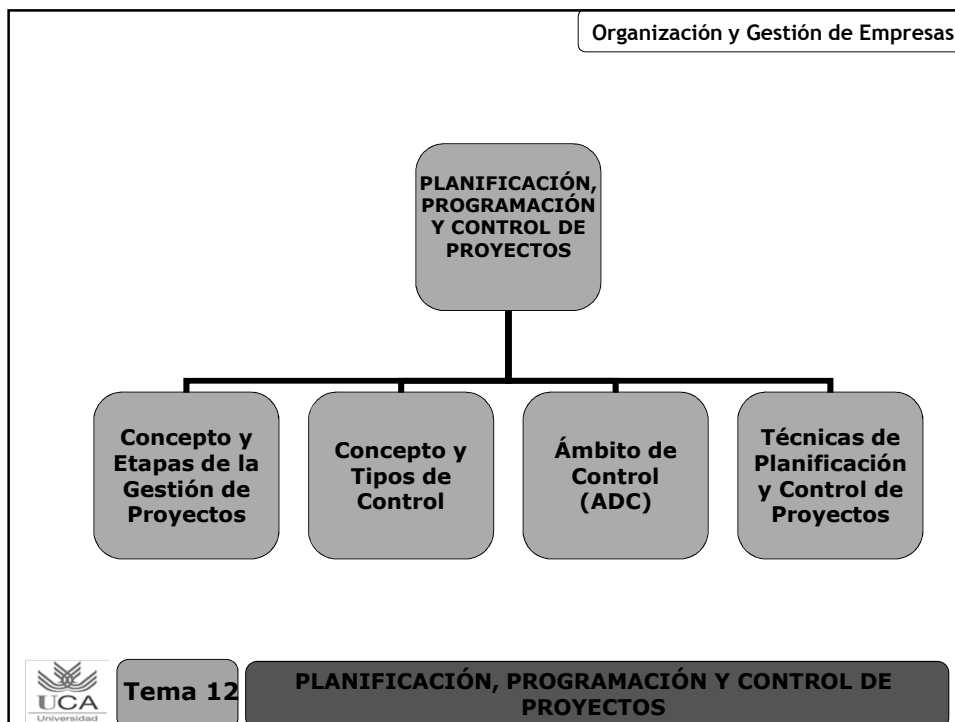 Organización y Gestión de Empresas
PLANIFICACIÓN,
PROGRAMACIÓN
Y CONTROL DE
PROYECTOS
Concepto y
Etapas de la
Gestión de
Proyectos
Concepto y
Tipos de
Control
Ámbito de
Control
(ADC)
Técnicas de
Planificación
y Control de
Proyectos
UCA
Universidad
Tema 12
PLANIFICACIÓN, PROGRAMACIÓN Y CONTROL DE
PROYECTOS